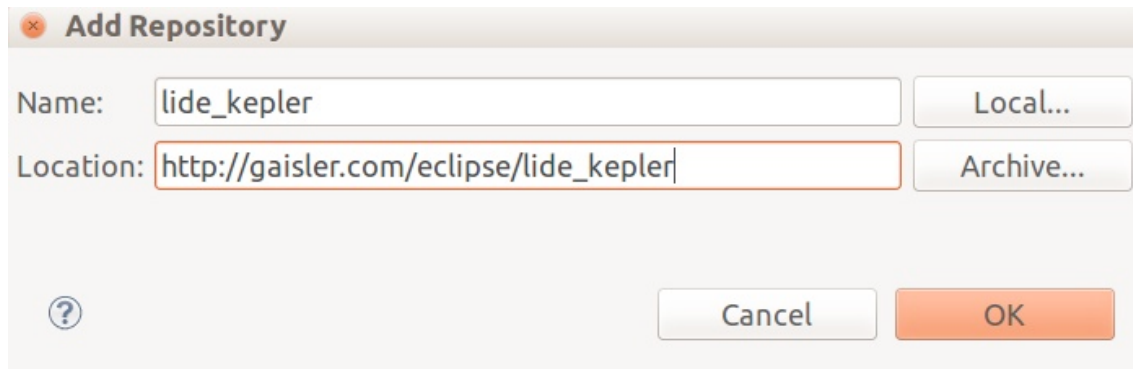 Add Repository
Name: lide_kepler Local...
Location: http://gaisler.com/eclipse/lide_kepler Archive...
? Cancel OK